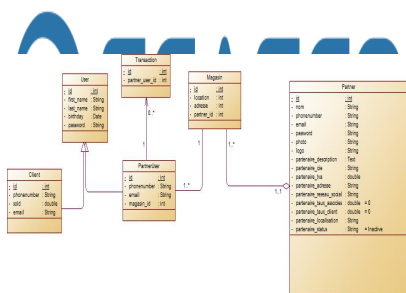 Transaction
- id : int
- partner_user_id : int
User
- id : int
- first_name : String
- last_name : String
- birthday : Date
- password : String
0..*
1
Magasin
- id : int
- location : int
- adresse : int
- partner_id : int
Partner
- id : int
- nom : String
- phonenumber : String
- email : String
- password : String
- photo : String
- logo : String
- partenaire_description : Text
- partenaire_ice : String
- partenaire_tva : double
- partenaire_adresse : String
- partenaire_reseau_social : String
- partenaire_taux_associes : double = 0
- partenaire_taux_client : double = 0
- partenaire_localisation : String
- partenaire_status : String = Inactive
Client
- id : int
- phonenumber : String
- solid : double
- email : String
PartnerUser
- id : int
- phonenumber : String
- email : String
- magasin_id : int
1..*
1
1..*
1..1